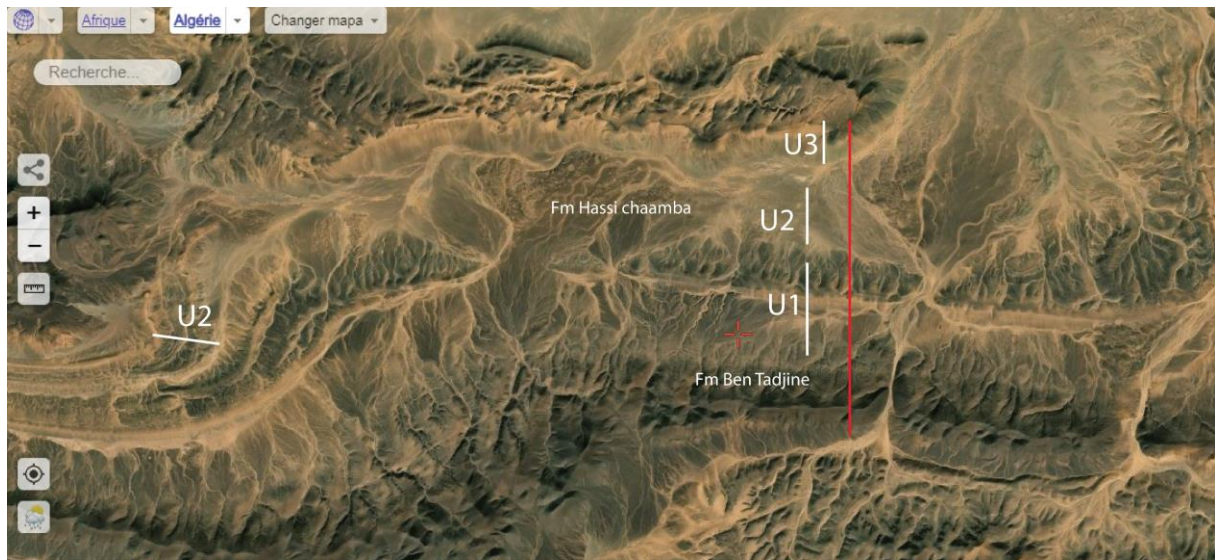 Afrique
Algérie
Changer mapa
Recherche...
U3
Fm Hassi chaamba
U2
U1
U2
Fm Ben Tadjine